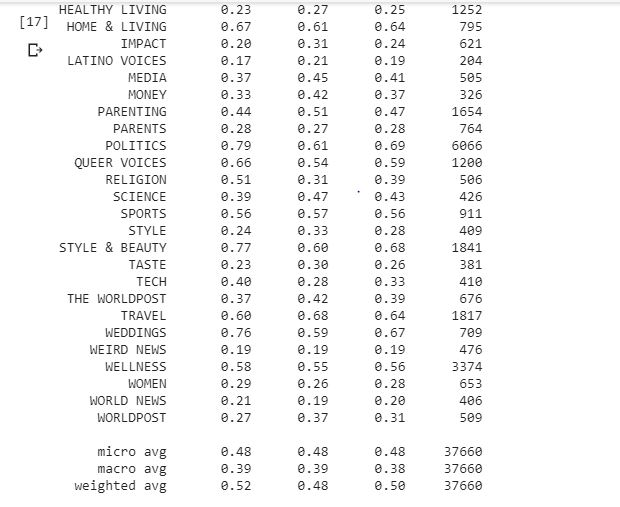 HEALTHY LIVING 0.23 0.27 0.25 1252
[17] HOME & LIVING 0.67 0.61 0.64 795
IMPACT 0.20 0.31 0.24 621
LATINO VOICES 0.17 0.21 0.19 204
MEDIA 0.37 0.45 0.41 505
MONEY 0.33 0.42 0.37 326
PARENTING 0.44 0.51 0.47 1654
PARENTS 0.28 0.27 0.28 764
POLITICS 0.79 0.61 0.69 6066
QUEER VOICES 0.66 0.54 0.59 1200
RELIGION 0.51 0.31 0.39 506
SCIENCE 0.39 0.47 0.43 426
SPORTS 0.56 0.57 0.56 911
STYLE 0.24 0.33 0.28 409
STYLE & BEAUTY 0.77 0.60 0.68 1841
TASTE 0.23 0.30 0.26 381
TECH 0.40 0.28 0.33 410
THE WORLDPOST 0.37 0.42 0.39 676
TRAVEL 0.60 0.68 0.64 1817
WEDDINGS 0.76 0.59 0.67 709
WEIRD NEWS 0.19 0.19 0.19 476
WELLNESS 0.58 0.55 0.56 3374
WOMEN 0.29 0.26 0.28 653
WORLD NEWS 0.21 0.19 0.20 406
WORLDPOST 0.27 0.37 0.31 509
micro avg 0.48 0.48 0.48 37660
macro avg 0.39 0.39 0.38 37660
weighted avg 0.52 0.48 0.50 37660